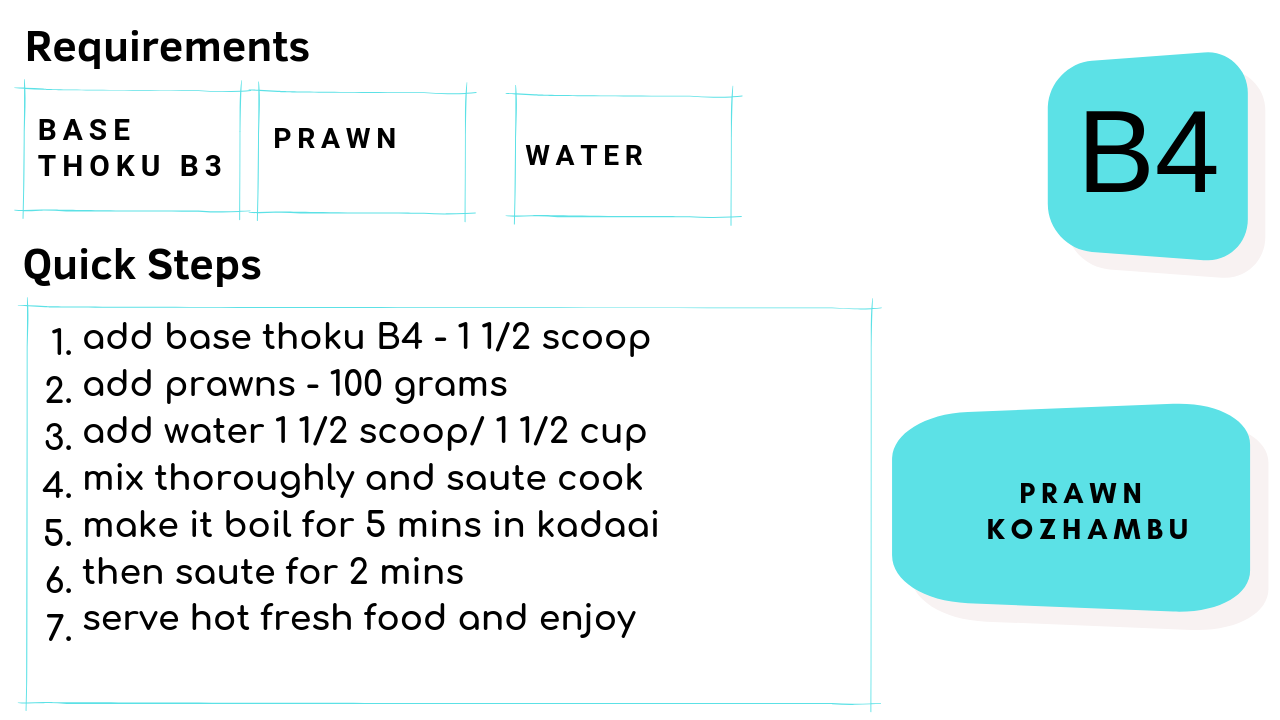 Requirements
BASE
THOKU B3
PRAWN
WATER
B4
Quick Steps
1. add base thoku B4 - 1 1/2 scoop
2. add prawns - 100 grams
3. add water 1 1/2 scoop/ 1 1/2 cup
4. mix thoroughly and saute cook
5. make it boil for 5 mins in kadaai
6. then saute for 2 mins
7. serve hot fresh food and enjoy
PRAWN
KOZHAMBU